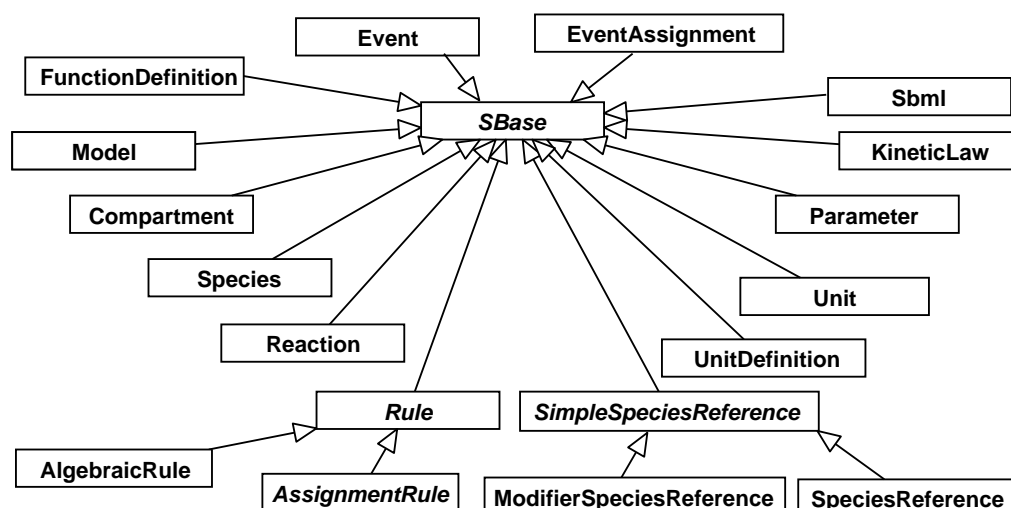 Event
EventAssignment
FunctionDefinition
Sbml
SBase
Model
KineticLaw
Compartment
Parameter
Species
Unit
Reaction
UnitDefinition
Rule
SimpleSpeciesReference
AlgebraicRule
AssignmentRule
ModifierSpeciesReference
SpeciesReference